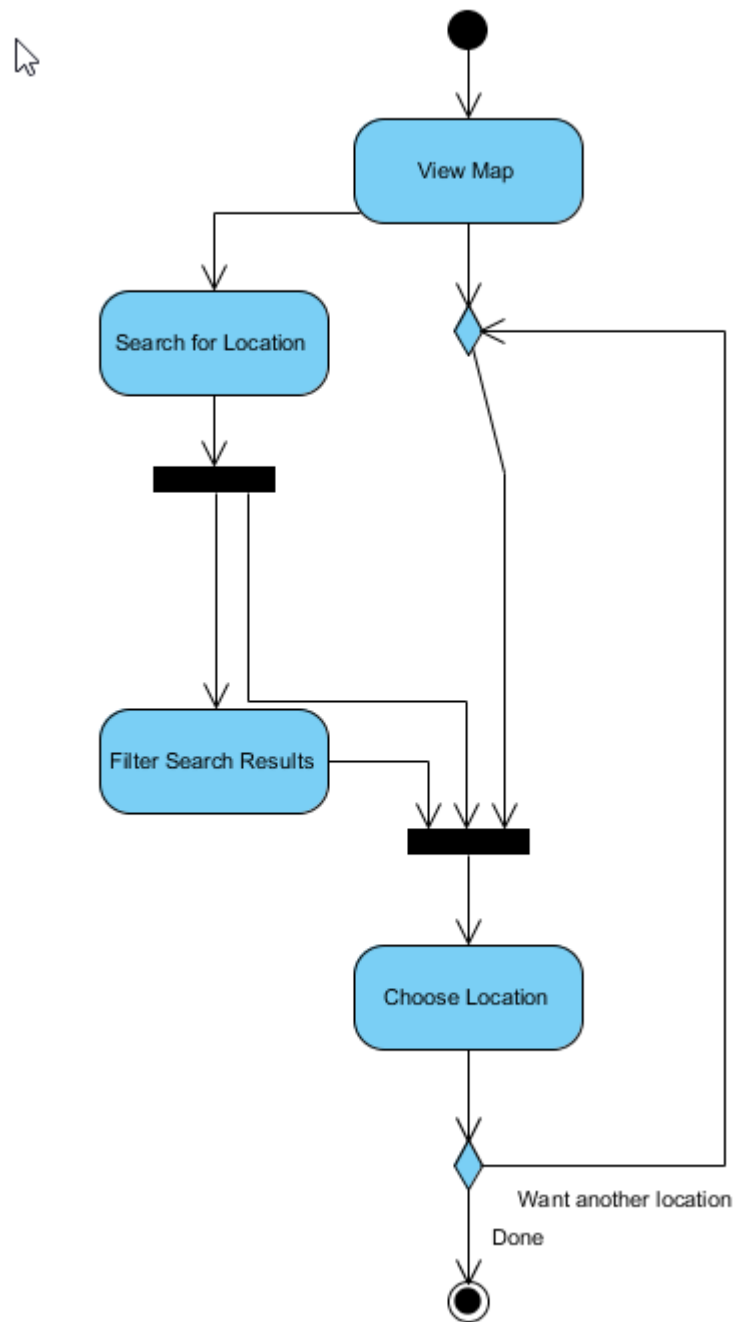 View Map
Search for Location
Filter Search Results
Choose Location
Want another location
Done